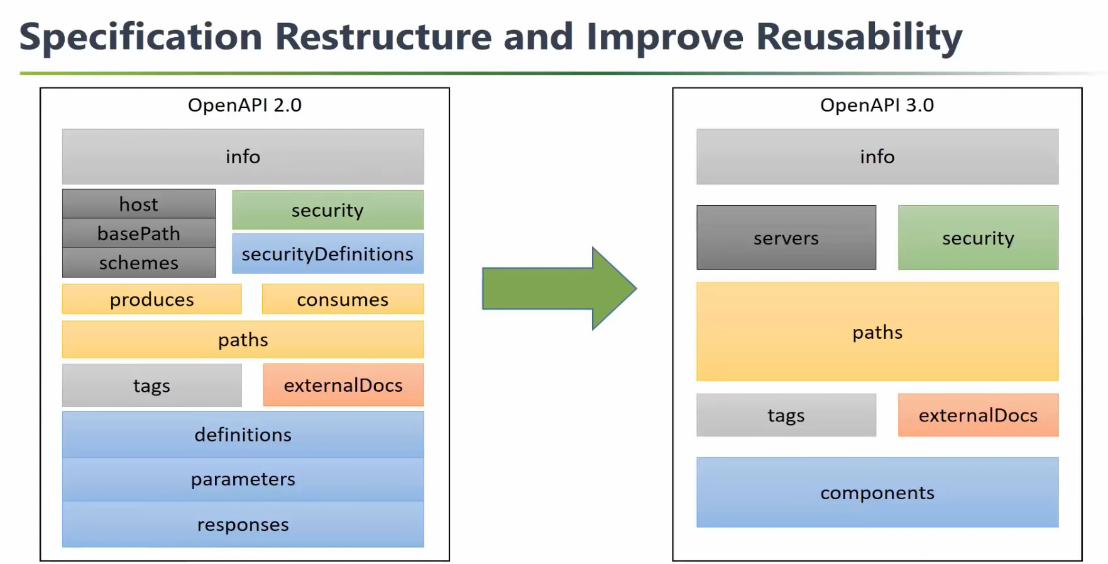 Specification Restructure and Improve Reusability
OpenAPI 2.0
info
host
basePath
schemes
security
securityDefinitions
produces
consumes
paths
tags
externalDocs
definitions
parameters
responses
OpenAPI 3.0
info
servers
security
paths
tags
externalDocs
components